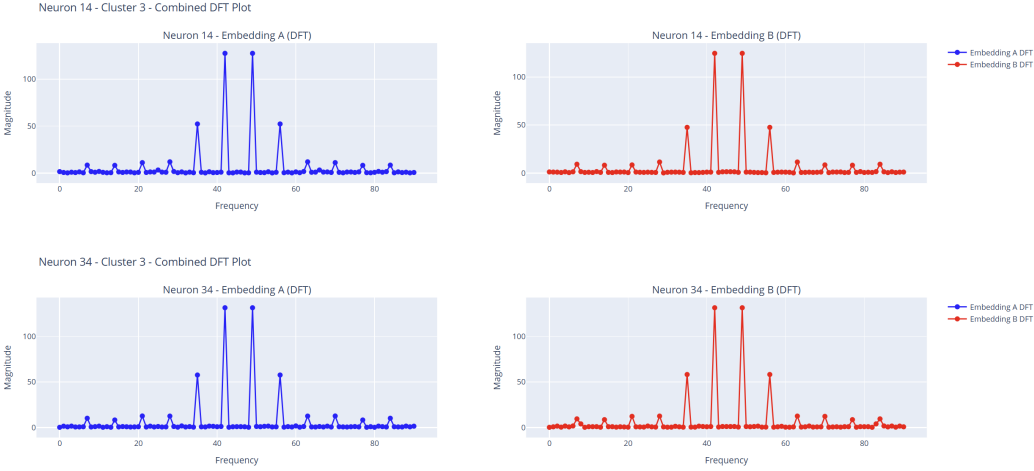 Neuron 14 - Cluster 3 - Combined DFT Plot
Neuron 14 - Embedding A (DFT)
Neuron 14 - Embedding B (DFT)
Embedding A DFT
Embedding B DFT
Magnitude
100
50
0
0
20
40
60
80
Frequency
Magnitude
100
50
0
0
20
40
60
80
Frequency
Neuron 34 - Cluster 3 - Combined DFT Plot
Neuron 34 - Embedding A (DFT)
Neuron 34 - Embedding B (DFT)
Embedding A DFT
Embedding B DFT
Magnitude
100
50
0
0
20
40
60
80
Frequency
Magnitude
100
50
0
0
20
40
60
80
Frequency